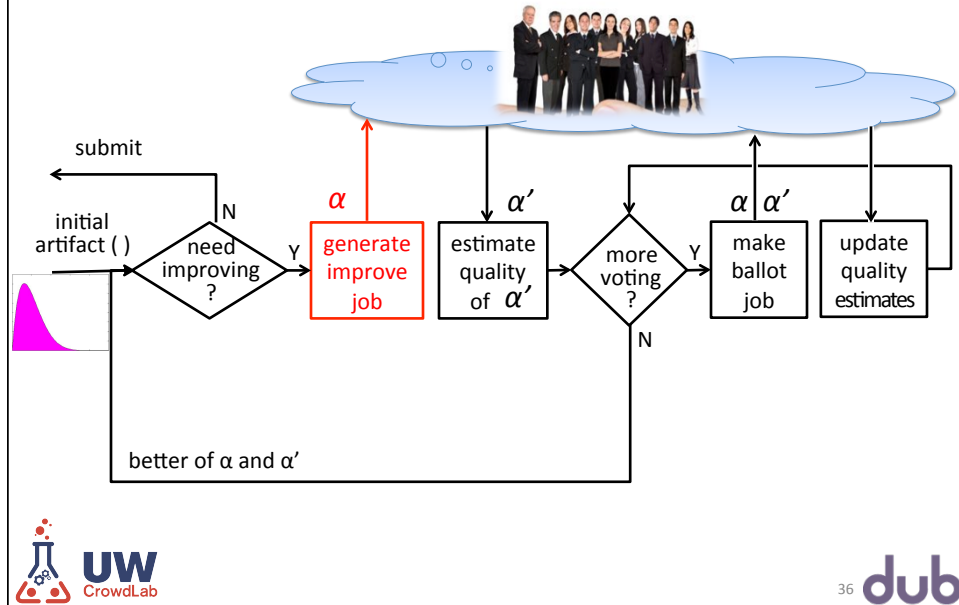 submit
N
initial
artifact ( )
need
improving
?
Y
α
generate
improve
job
α’
estimate
quality
of α’
more
voting
?
Y
N
α α’
make
ballot
job
update
quality
estimates
better of α and α’
UW
CrowdLab
36
dub